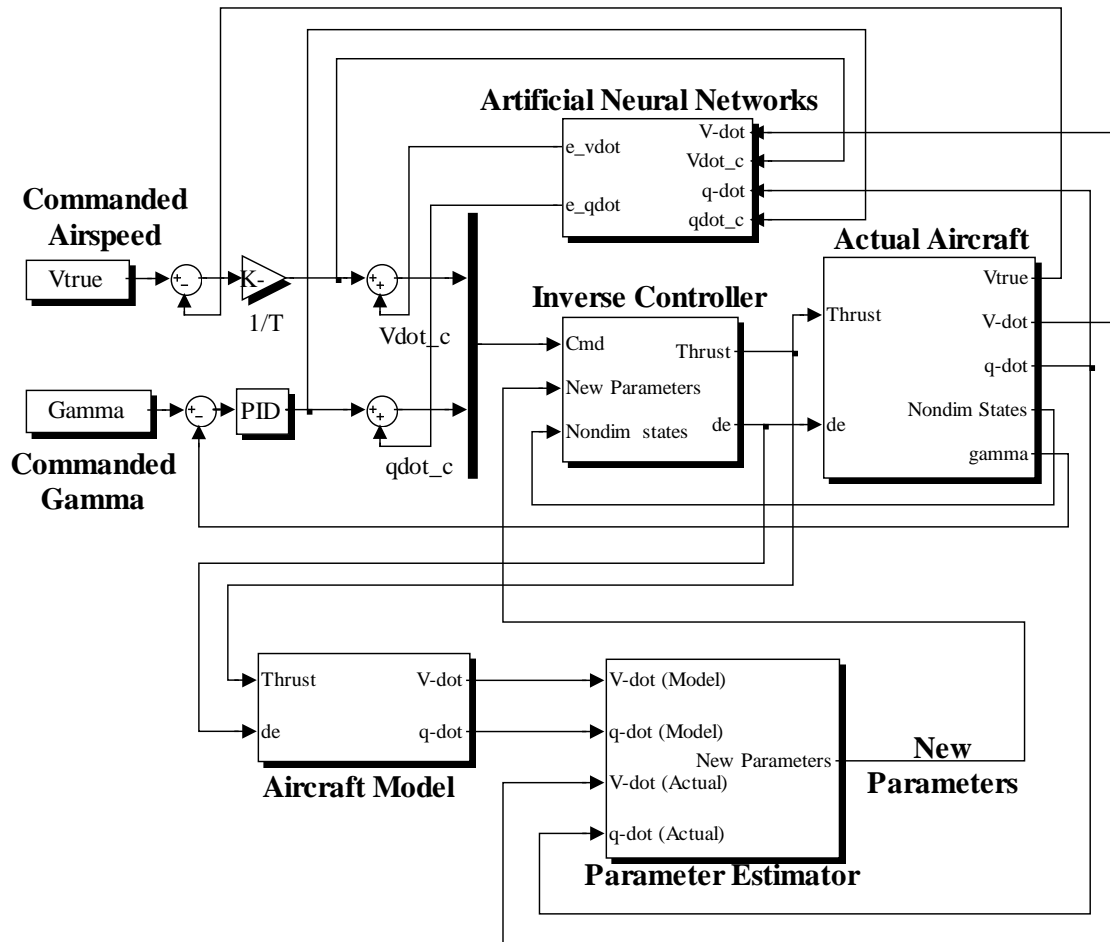 Artificial Neural Networks
V-dot
e_vdot
Vdot_c
q-dot
e_qdot
qdot_c
Commanded
Airspeed
Vtrue
+
-
K-
1/T
+
+
Vdot_c
Gamma
+
-
PID
+
+
qdot_c
Commanded
Gamma
Inverse Controller
Cmd
Thrust
New Parameters
de
Nondim states
Actual Aircraft
Vtrue
Thrust
V-dot
q-dot
Nondim States
de
gamma
Thrust
V-dot
de
q-dot
Aircraft Model
V-dot (Model)
q-dot (Model)
New Parameters
V-dot (Actual)
q-dot (Actual)
Parameter Estimator
New
Parameters